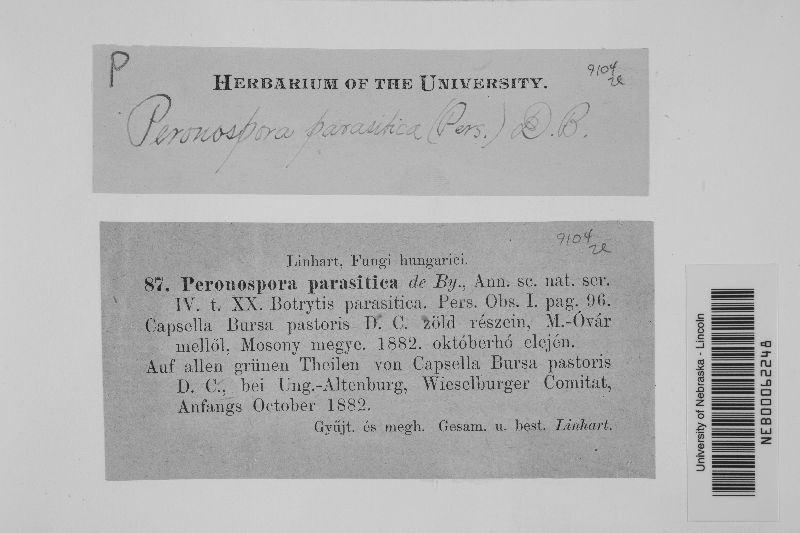 P
HERBARIUM OF THE UNIVERSITY.
9104
Peronospora parasitica (Pers.) D. B.
9104
Linhart, Fungi hungarici.
87. Peronospora parasitica de By., Ann. sc. nat. ser.
IV. t. XX. Botrytis parasitica. Pers. Obs. I. pag. 96.
Capsella Bursa pastoris D. C. zöld részein, M.-Óvár
mellől, Mosony megye. 1882. októberhó elején.
Auf allen grünen Theilen von Capsella Bursa pastoris
D. C., bei Ung.-Altenburg, Wieselburger Comitat,
Anfangs October 1882.
Gyűjt. és megh. Gesam. u. best. Linhart.
University of Nebraska - Lincoln
NEB00062248